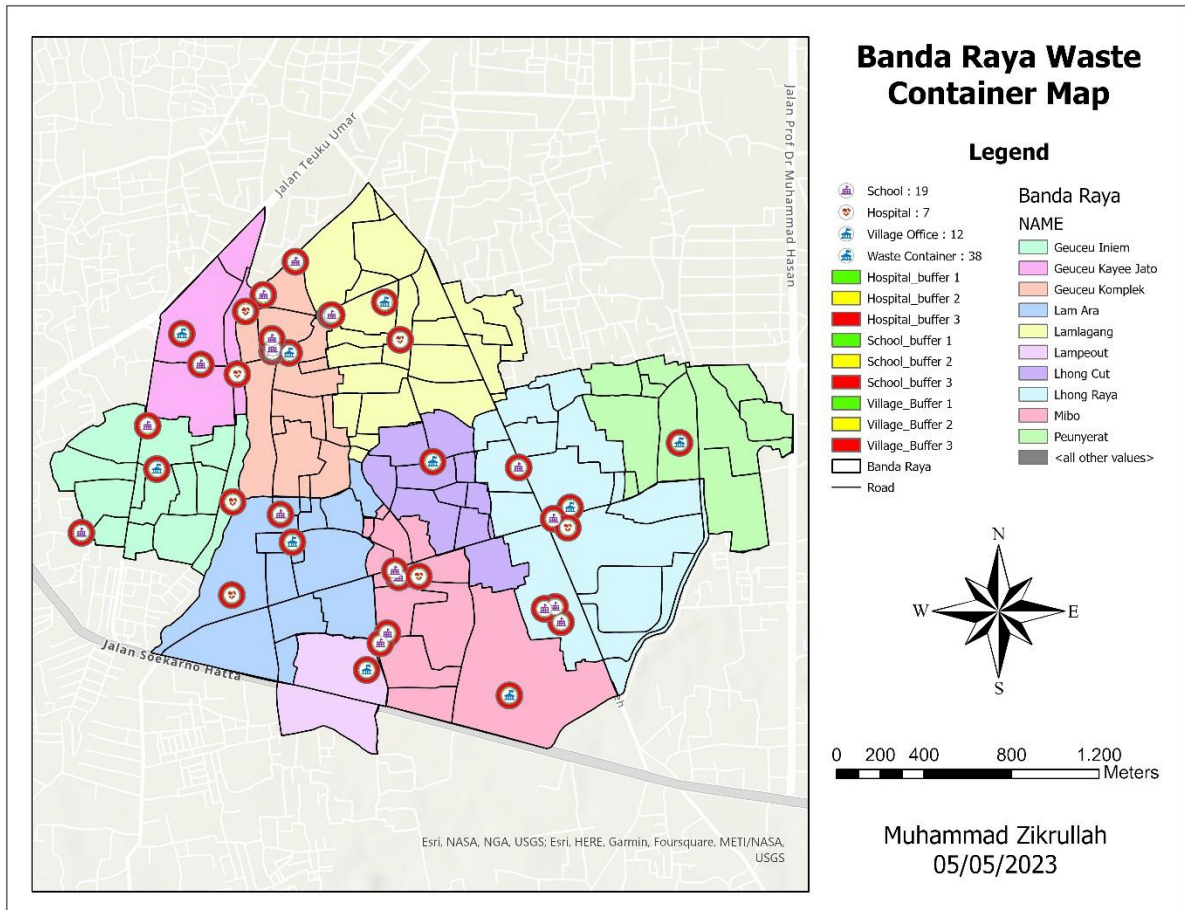 Banda Raya Waste
Container Map
Legend
School : 19
Hospital : 7
Village Office : 12
Waste Container : 38
Hospital_buffer 1
Hospital_buffer 2
Hospital_buffer 3
School_buffer 1
School_buffer 2
School_buffer 3
Village_Buffer 1
Village_Buffer 2
Village_Buffer 3
Banda Raya
Road
Banda Raya
NAME
Geuceu Iniem
Geuceu Kayee Jato
Geuceu Komplek
Lam Ara
Lamlagang
Lampeout
Lhong Cut
Lhong Raya
Mibo
Peunyerat
<all other values>
Jalan Teuku Umar
Jalan Prof Dr Muhammad Hasan
Jalan Soekarno Hatta
eh
N
W
E
S
0 200 400 800 1.200
Meters
Esri, NASA, NGA, USGS; Esri, HERE, Garmin, Foursquare, METI/NASA,
USGS
Muhammad Zikrullah
05/05/2023